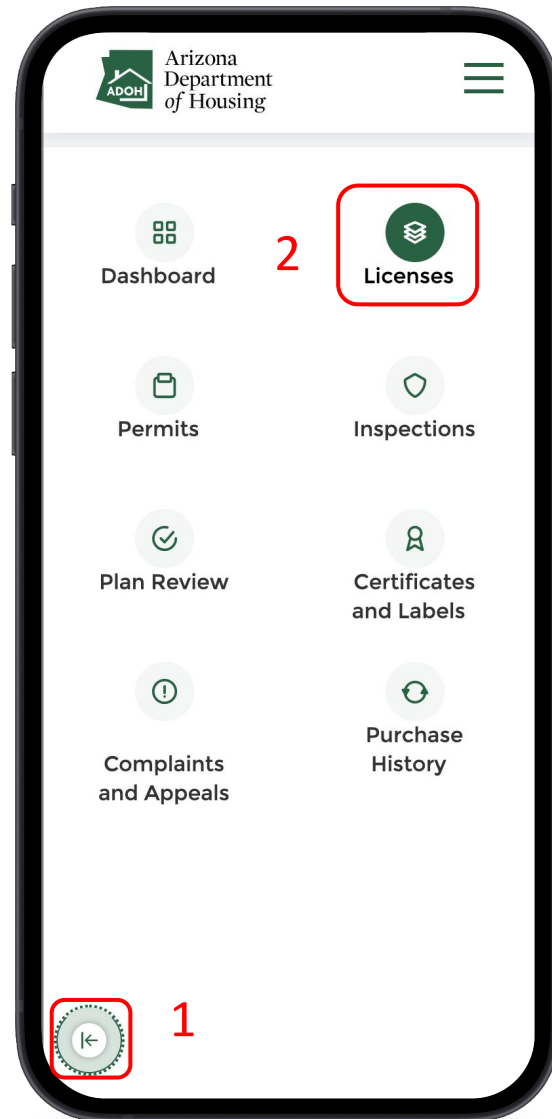 Arizona
Department
of Housing
ADOH
Dashboard
2
Licenses
Permits
Inspections
Plan Review
Certificates
and Labels
Complaints
and Appeals
Purchase
History
1